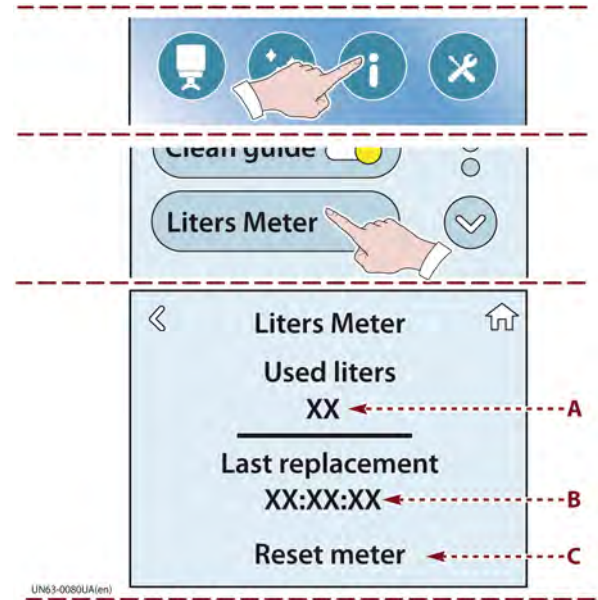 Clean guide
Liters Meter
Liters Meter
Used liters
XX
A
Last replacement
XX:XX:XX
B
Reset meter
C
UN63-0080UA(en)